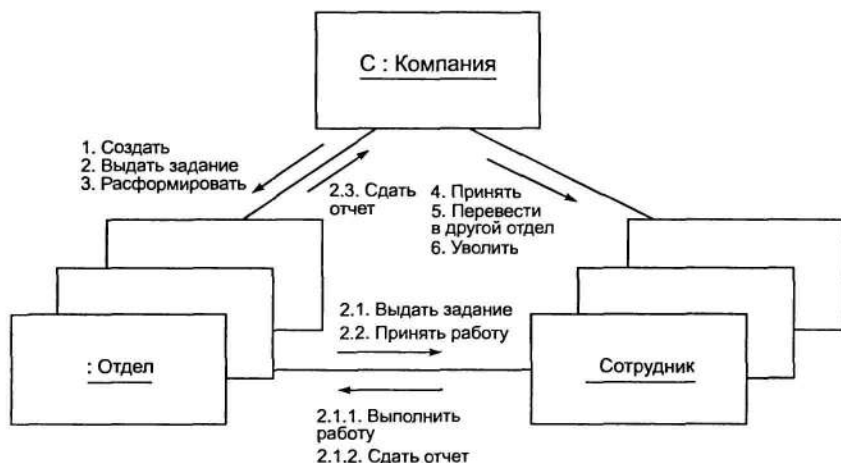 С : Компания
1. Создать
2. Выдать задание
3. Расформировать
2.3. Сдать
отчет
4. Принять
5. Перевести
в другой отдел
6. Уволить
2.1. Выдать задание
2.2. Принять работу
: Отдел
Сотрудник
2.1.1. Выполнить
работу
2.1.2. Сдать отчет